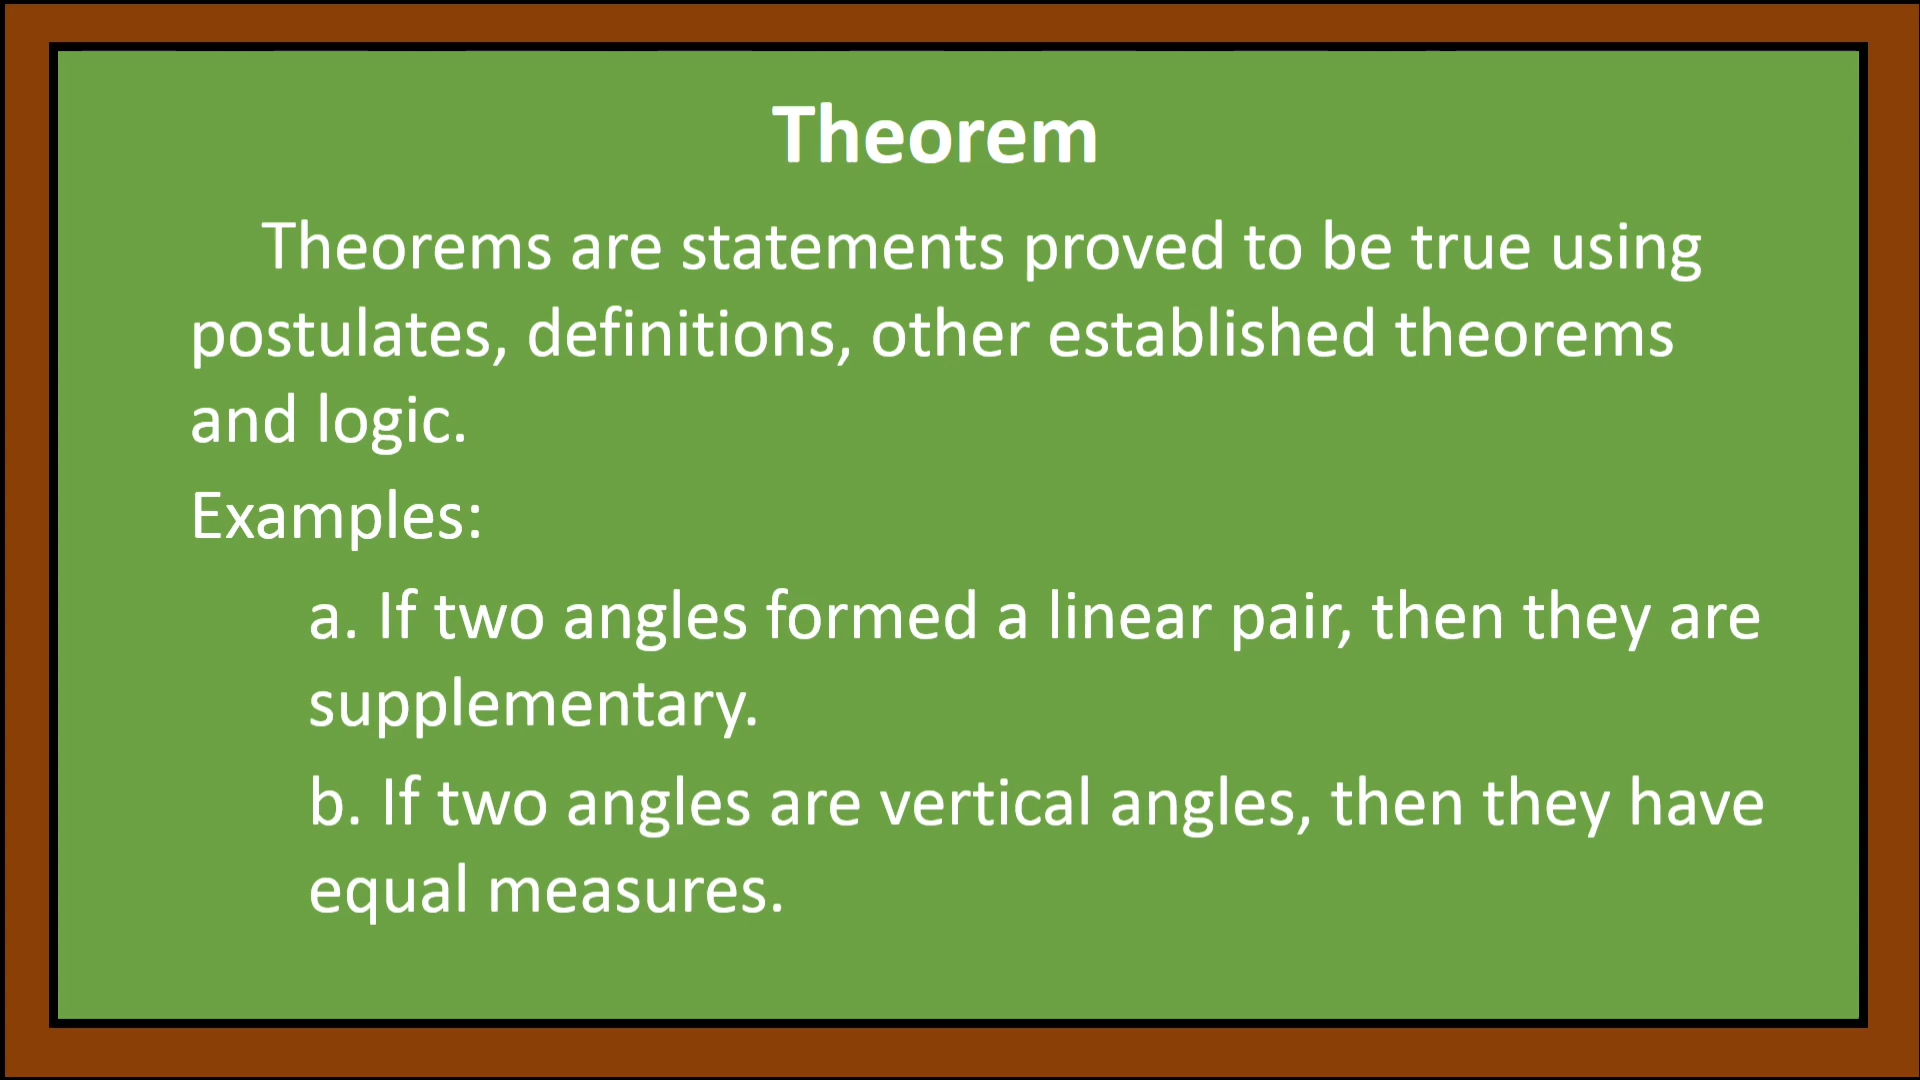 Theorem
Theorems are statements proved to be true using
postulates, definitions, other established theorems
and logic.
Examples:
a. If two angles formed a linear pair, then they are
supplementary.
b. If two angles are vertical angles, then they have
equal measures.